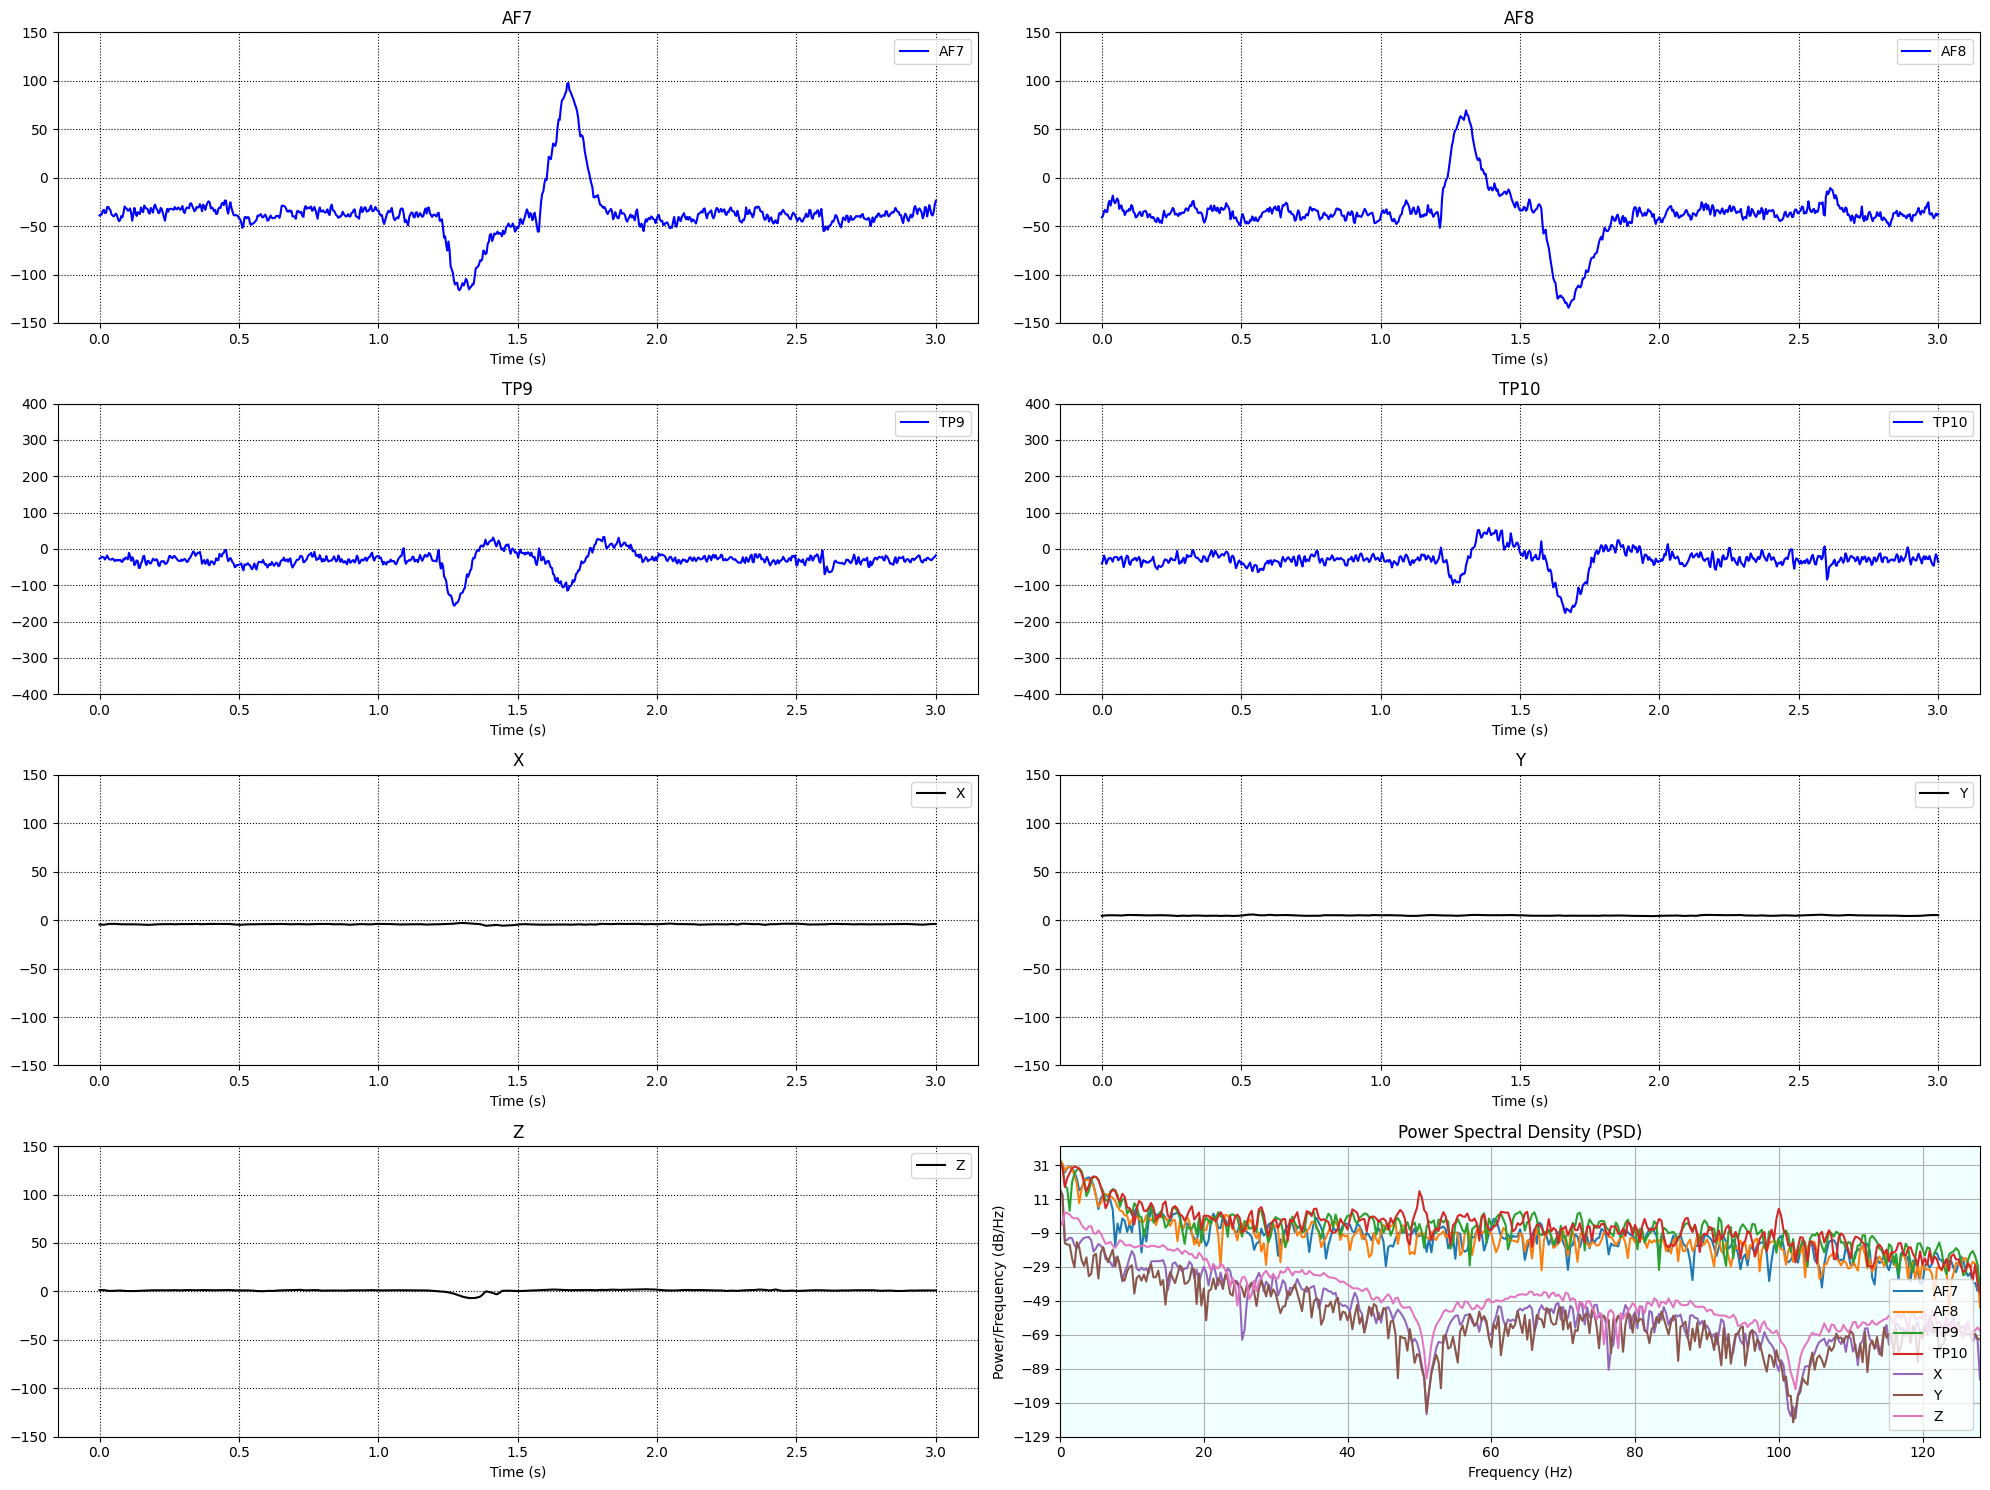 AF7
150
100
50
0
−50
−100
−150
0.0 0.5 1.0 1.5 2.0 2.5 3.0
Time (s)
AF7
AF8
150
100
50
0
−50
−100
−150
0.0 0.5 1.0 1.5 2.0 2.5 3.0
Time (s)
AF8
TP9
400
300
200
100
0
−100
−200
−300
−400
0.0 0.5 1.0 1.5 2.0 2.5 3.0
Time (s)
TP9
TP10
400
300
200
100
0
−100
−200
−300
−400
0.0 0.5 1.0 1.5 2.0 2.5 3.0
Time (s)
TP10
X
150
100
50
0
−50
−100
−150
0.0 0.5 1.0 1.5 2.0 2.5 3.0
Time (s)
X
Y
150
100
50
0
−50
−100
−150
0.0 0.5 1.0 1.5 2.0 2.5 3.0
Time (s)
Y
Z
150
100
50
0
−50
−100
−150
0.0 0.5 1.0 1.5 2.0 2.5 3.0
Time (s)
Z
Power Spectral Density (PSD)
Power/Frequency (dB/Hz)
31
11
−9
−29
−49
−69
−89
−109
−129
0 20 40 60 80 100 120
Frequency (Hz)
AF7
AF8
TP9
TP10
X
Y
Z